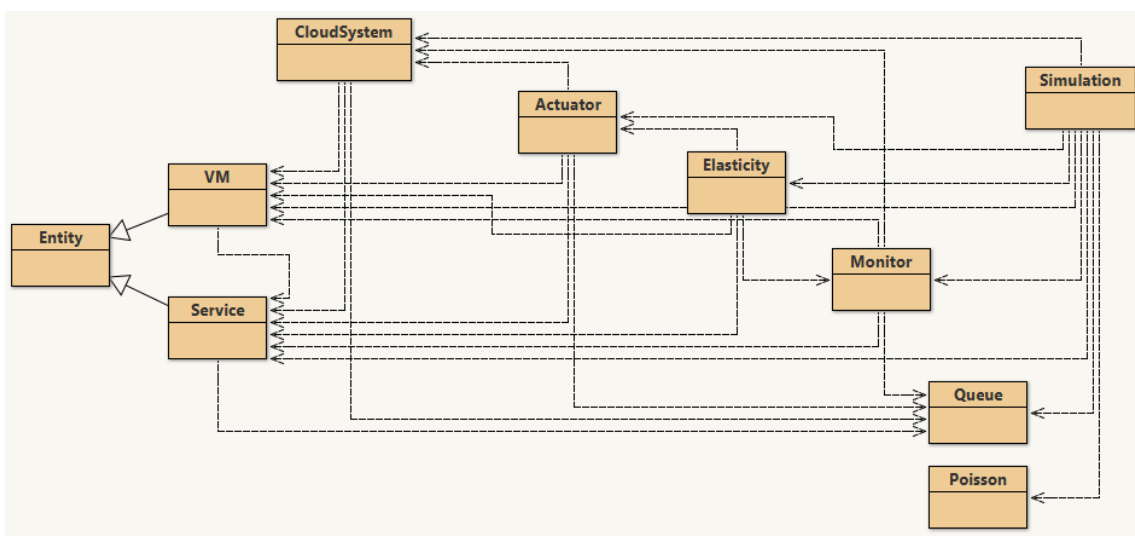 CloudSystem
Simulation
Actuator
Elasticity
VM
Entity
Monitor
Service
Queue
Poisson